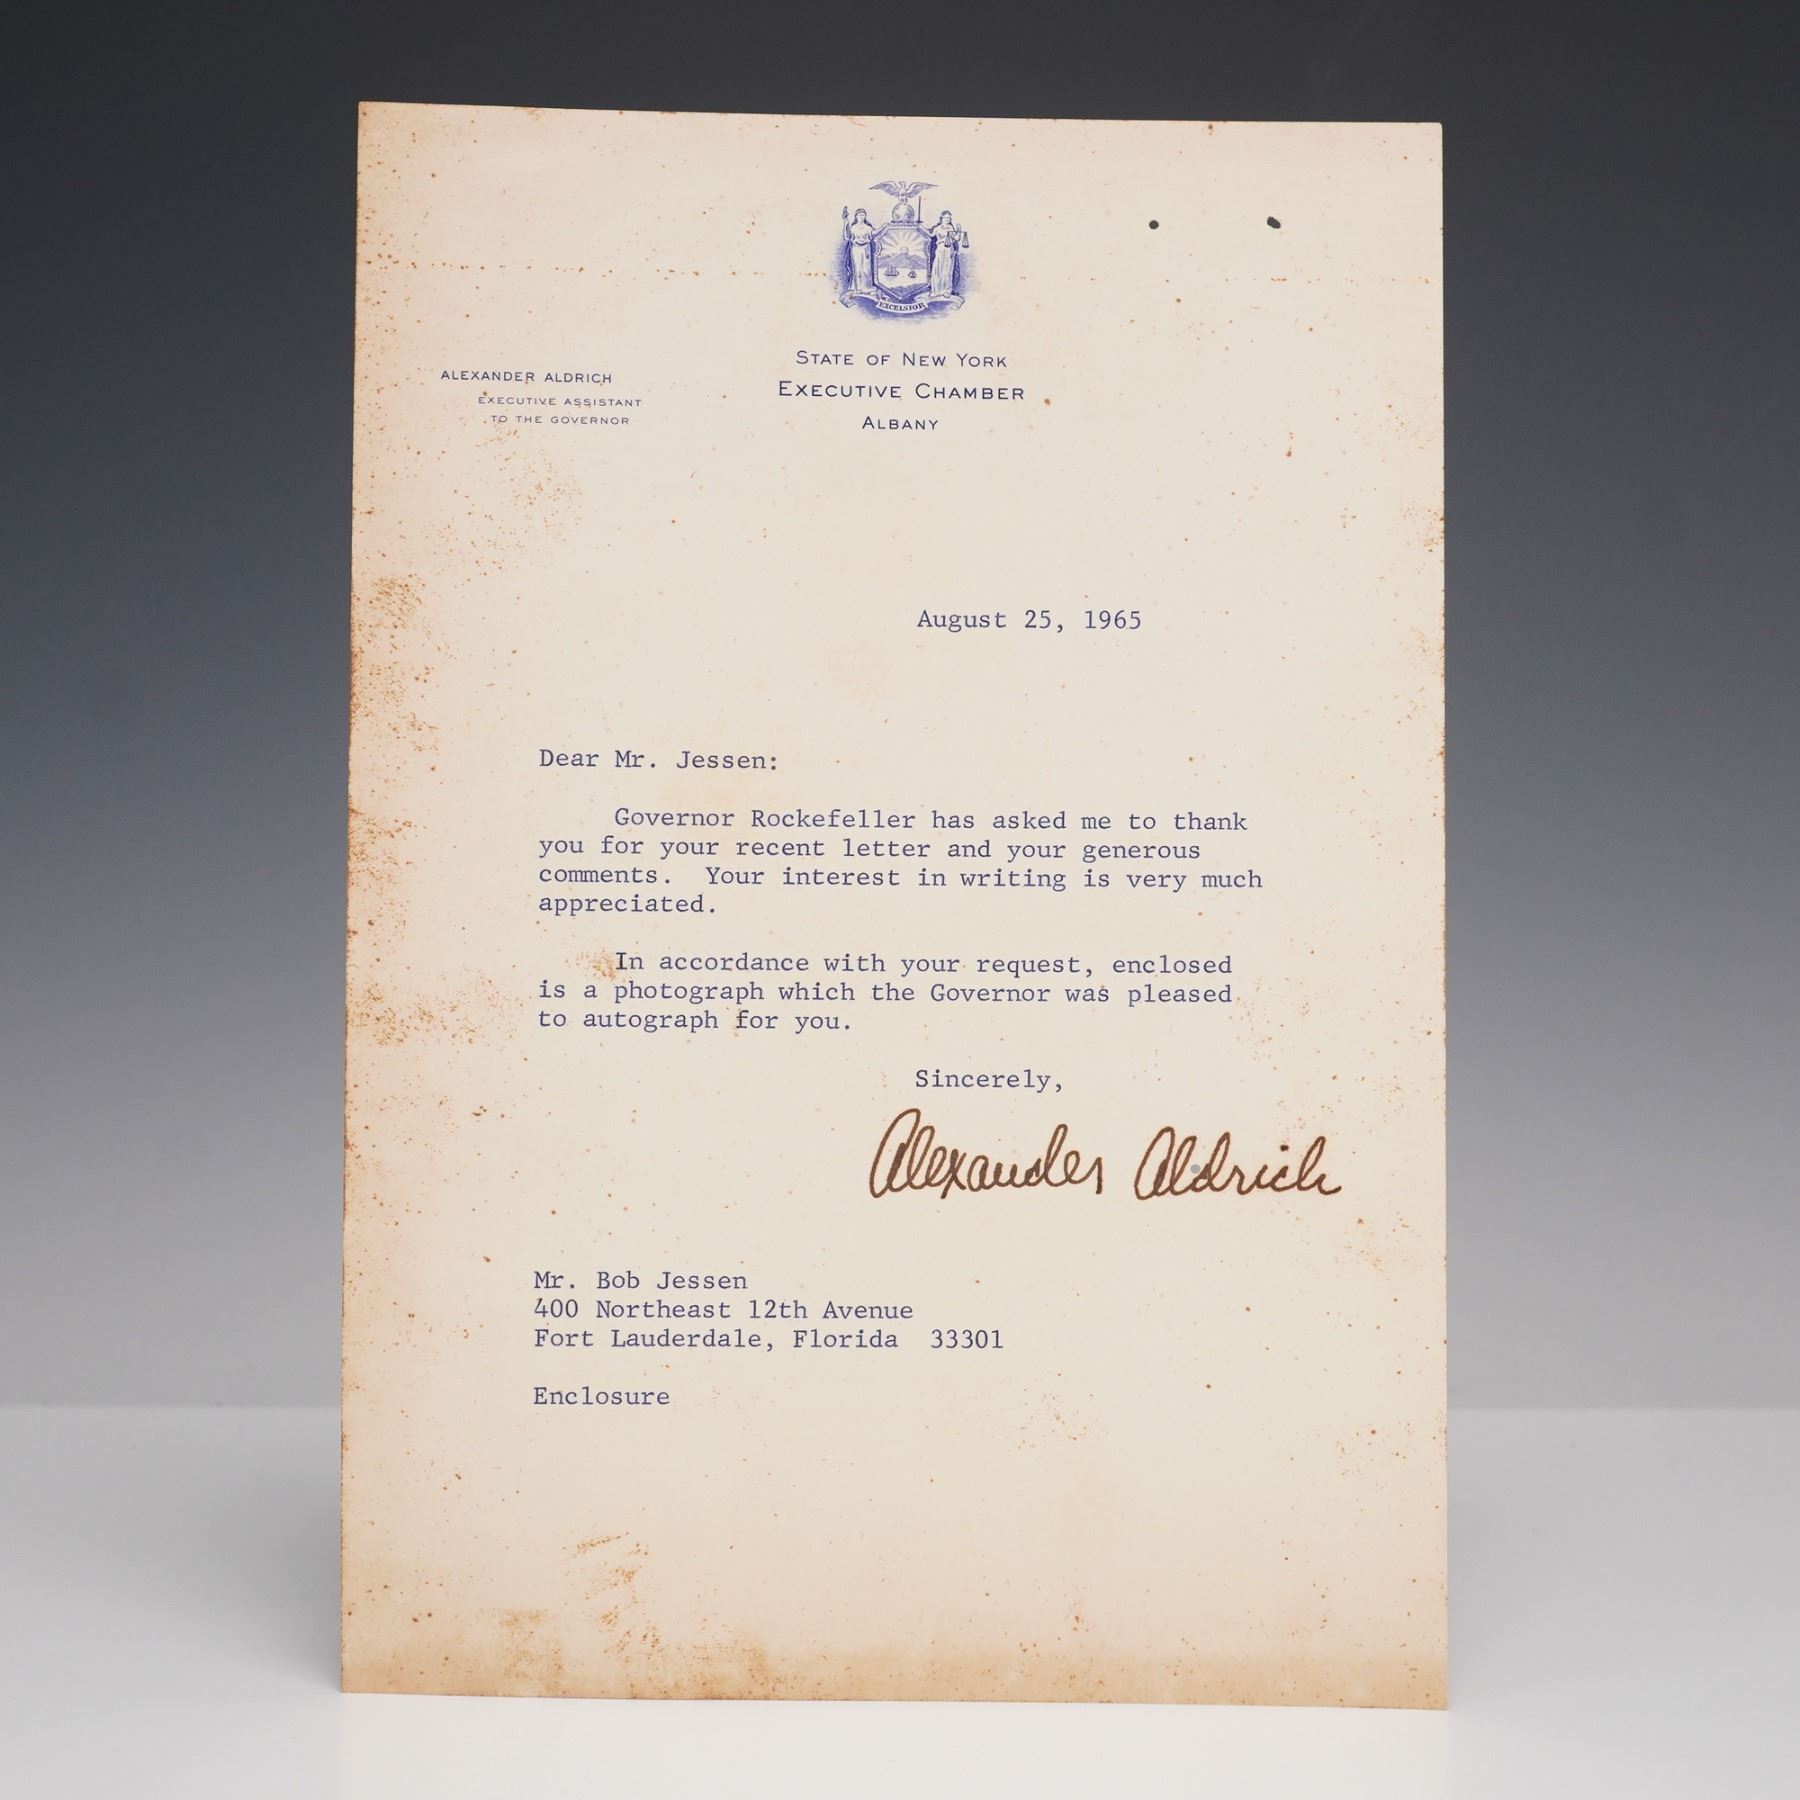 EXCELSIOR
STATE OF NEW YORK
EXECUTIVE CHAMBER
ALBANY
ALEXANDER ALDRICH
EXECUTIVE ASSISTANT
TO THE GOVERNOR
August 25, 1965
Dear Mr. Jessen:
Governor Rockefeller has asked me to thank
you for your recent letter and your generous
comments.  Your interest in writing is very much
appreciated.
In accordance with your request, enclosed
is a photograph which the Governor was pleased
to autograph for you.
Sincerely,
Alexander Aldrich
Mr. Bob Jessen
400 Northeast 12th Avenue
Fort Lauderdale, Florida  33301
Enclosure